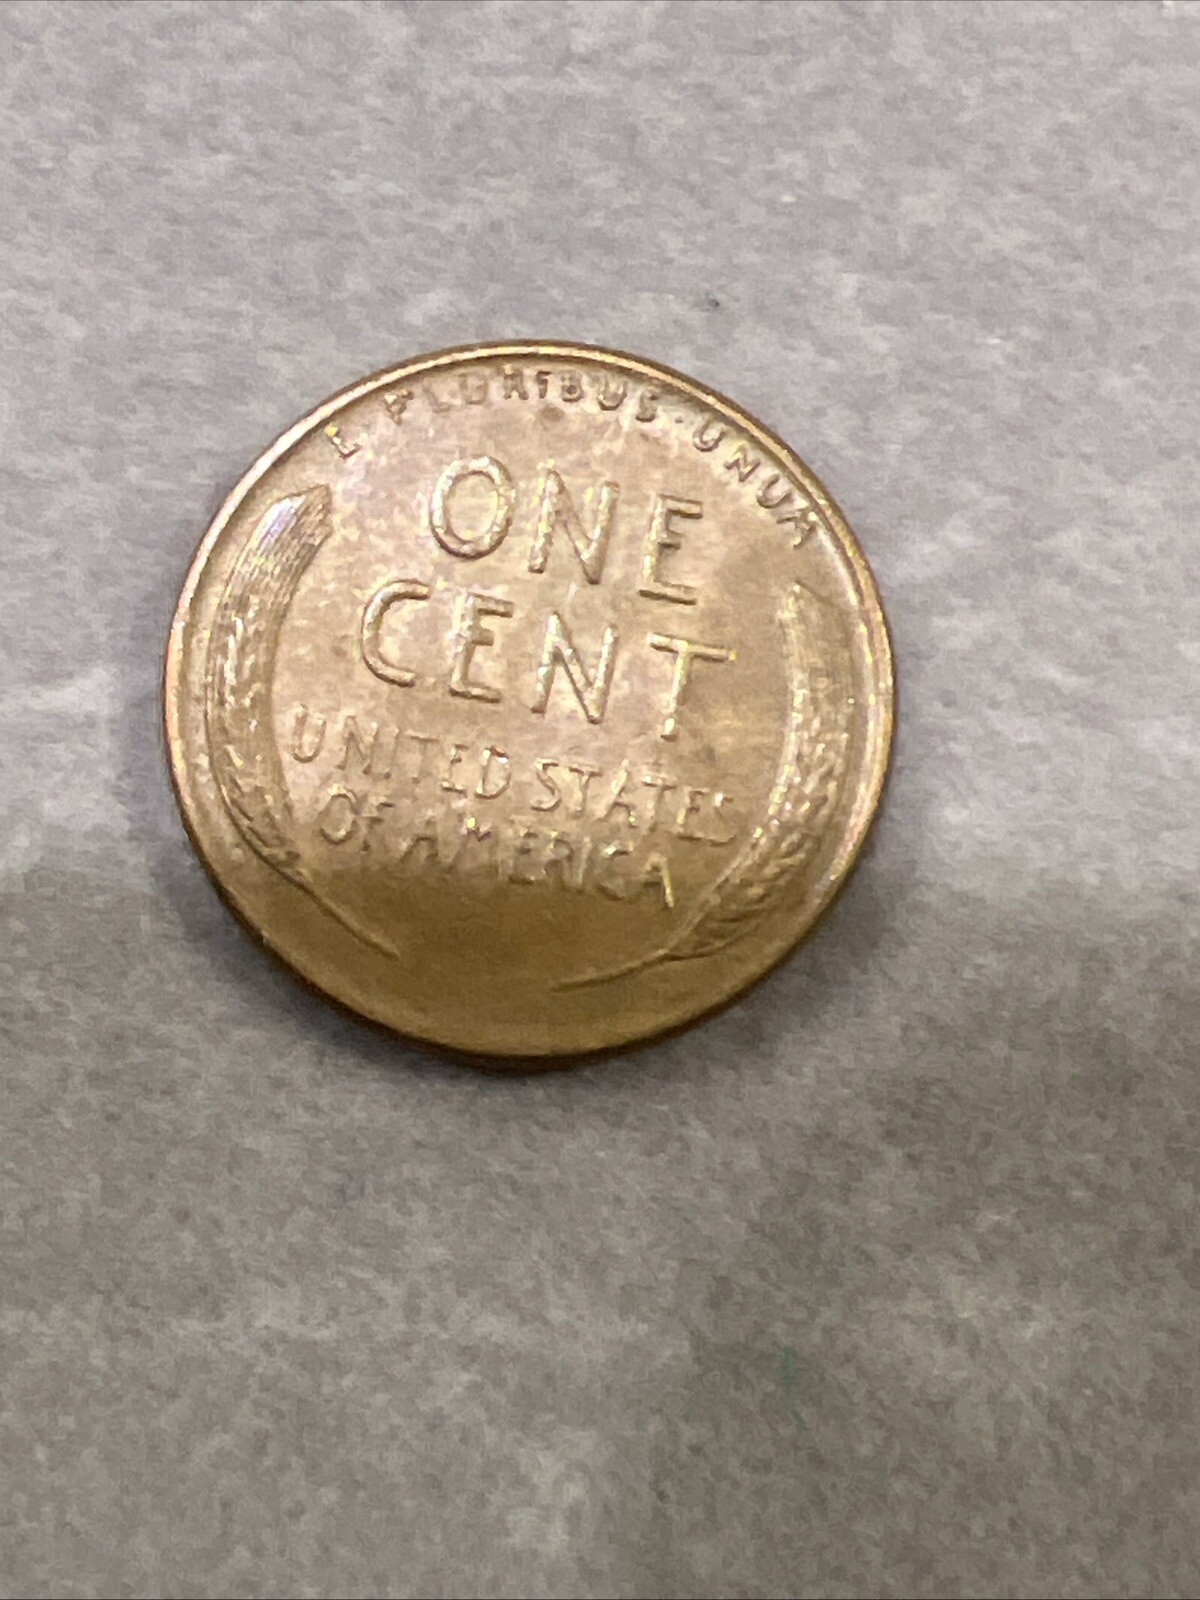 E · PLURIBUS · UNUM
ONE
CENT
UNITED STATES
OF AMERICA